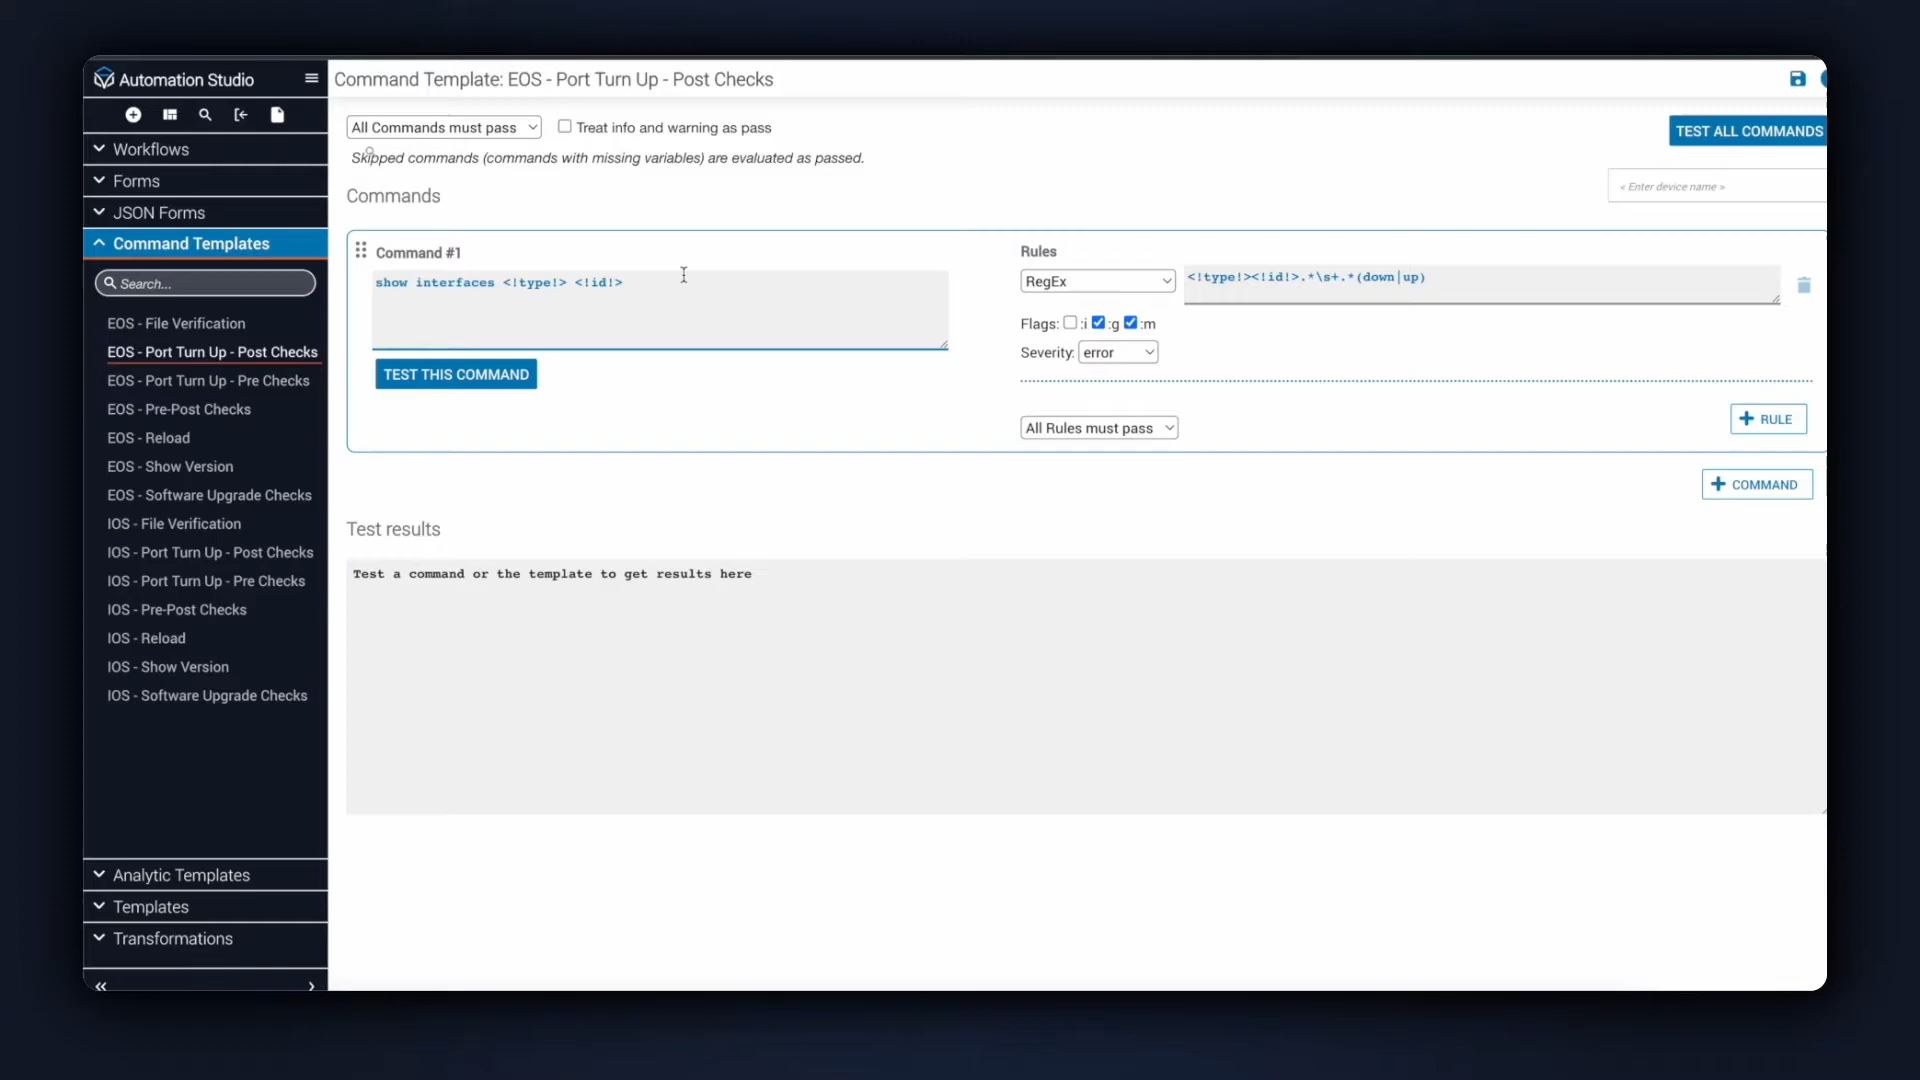 Automation Studio
Command Template: EOS - Port Turn Up - Post Checks
Workflows
Forms
JSON Forms
Command Templates
Search...
EOS - File Verification
EOS - Port Turn Up - Post Checks
EOS - Port Turn Up - Pre Checks
EOS - Pre-Post Checks
EOS - Reload
EOS - Show Version
EOS - Software Upgrade Checks
IOS - File Verification
IOS - Port Turn Up - Post Checks
IOS - Port Turn Up - Pre Checks
IOS - Pre-Post Checks
IOS - Reload
IOS - Show Version
IOS - Software Upgrade Checks
Analytic Templates
Templates
Transformations
All Commands must pass
Treat info and warning as pass
TEST ALL COMMANDS
Skipped commands (commands with missing variables) are evaluated as passed.
< Enter device name >
Commands
Command #1
show interfaces <!type!> <!id!>
TEST THIS COMMAND
Rules
RegEx
<!type!><!id!>.*\s+.*(down|up)
Flags: :i :g :m
Severity: error
All Rules must pass
RULE
COMMAND
Test results
Test a command or the template to get results here